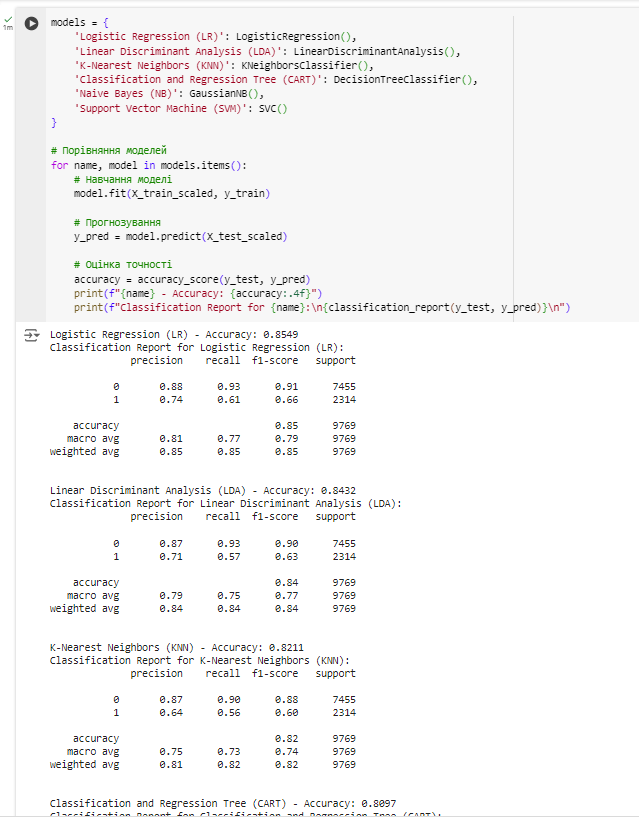 1m
models = {
    'Logistic Regression (LR)': LogisticRegression(),
    'Linear Discriminant Analysis (LDA)': LinearDiscriminantAnalysis(),
    'K-Nearest Neighbors (KNN)': KNeighborsClassifier(),
    'Classification and Regression Tree (CART)': DecisionTreeClassifier(),
    'Naive Bayes (NB)': GaussianNB(),
    'Support Vector Machine (SVM)': SVC()
}

# Порівняння моделей
for name, model in models.items():
    # Навчання моделі
    model.fit(X_train_scaled, y_train)

    # Прогнозування
    y_pred = model.predict(X_test_scaled)

    # Оцінка точності
    accuracy = accuracy_score(y_test, y_pred)
    print(f"{name} - Accuracy: {accuracy:.4f}")
    print(f"Classification Report for {name}:\n{classification_report(y_test, y_pred)}\n")

Logistic Regression (LR) - Accuracy: 0.8549
Classification Report for Logistic Regression (LR):
              precision    recall  f1-score   support

           0       0.88      0.93      0.91      7455
           1       0.74      0.61      0.66      2314

    accuracy                           0.85      9769
   macro avg       0.81      0.77      0.79      9769
weighted avg       0.85      0.85      0.85      9769

Linear Discriminant Analysis (LDA) - Accuracy: 0.8432
Classification Report for Linear Discriminant Analysis (LDA):
              precision    recall  f1-score   support

           0       0.87      0.93      0.90      7455
           1       0.71      0.57      0.63      2314

    accuracy                           0.84      9769
   macro avg       0.79      0.75      0.77      9769
weighted avg       0.84      0.84      0.84      9769

K-Nearest Neighbors (KNN) - Accuracy: 0.8211
Classification Report for K-Nearest Neighbors (KNN):
              precision    recall  f1-score   support

           0       0.87      0.90      0.88      7455
           1       0.64      0.56      0.60      2314

    accuracy                           0.82      9769
   macro avg       0.75      0.73      0.74      9769
weighted avg       0.81      0.82      0.82      9769

Classification and Regression Tree (CART) - Accuracy: 0.8097
Classification Report for Classification and Regression Tree (CART):